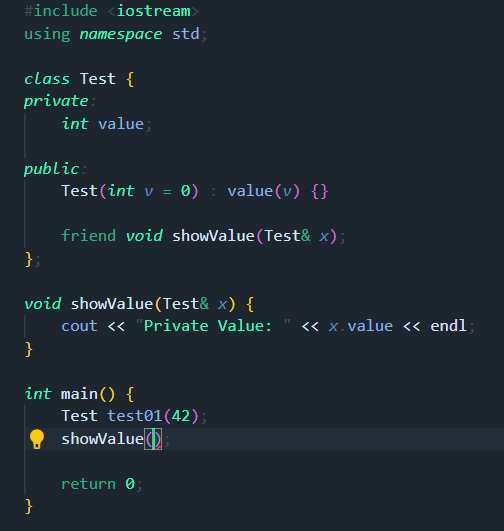 #include <iostream>
using namespace std;
class Test {
private:
int value;
public:
Test(int v = 0) : value(v) {}
friend void showValue(Test& x);
};
void showValue(Test& x) {
cout << "Private Value: " << x.value << endl;
}
int main() {
Test test01(42);
showValue();
return 0;
}